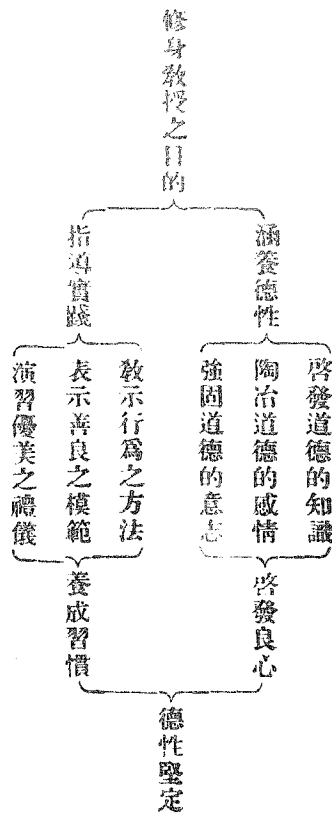 修身教授之目的
涵養德性
啓發道德的知識
陶冶道德的感情
強固道德的意志
啓發良心
指導實踐
敎示行爲之方法
表示善良之模範
演習優美之禮儀
養成習慣
德性堅定